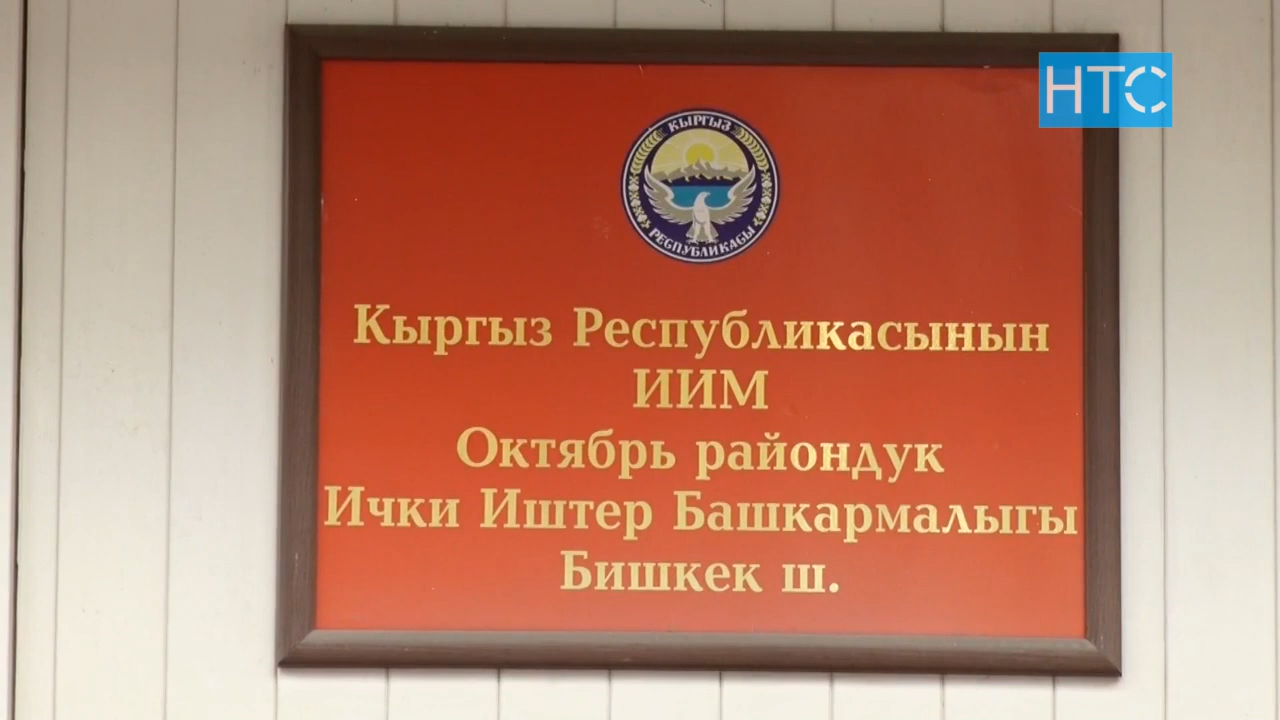 НТС
КЫРГЫЗ
РЕСПУБЛИКАСЫ
Кыргыз Республикасынын
ИИМ
Октябрь райондук
Ички Иштер Башкармалыгы
Бишкек ш.